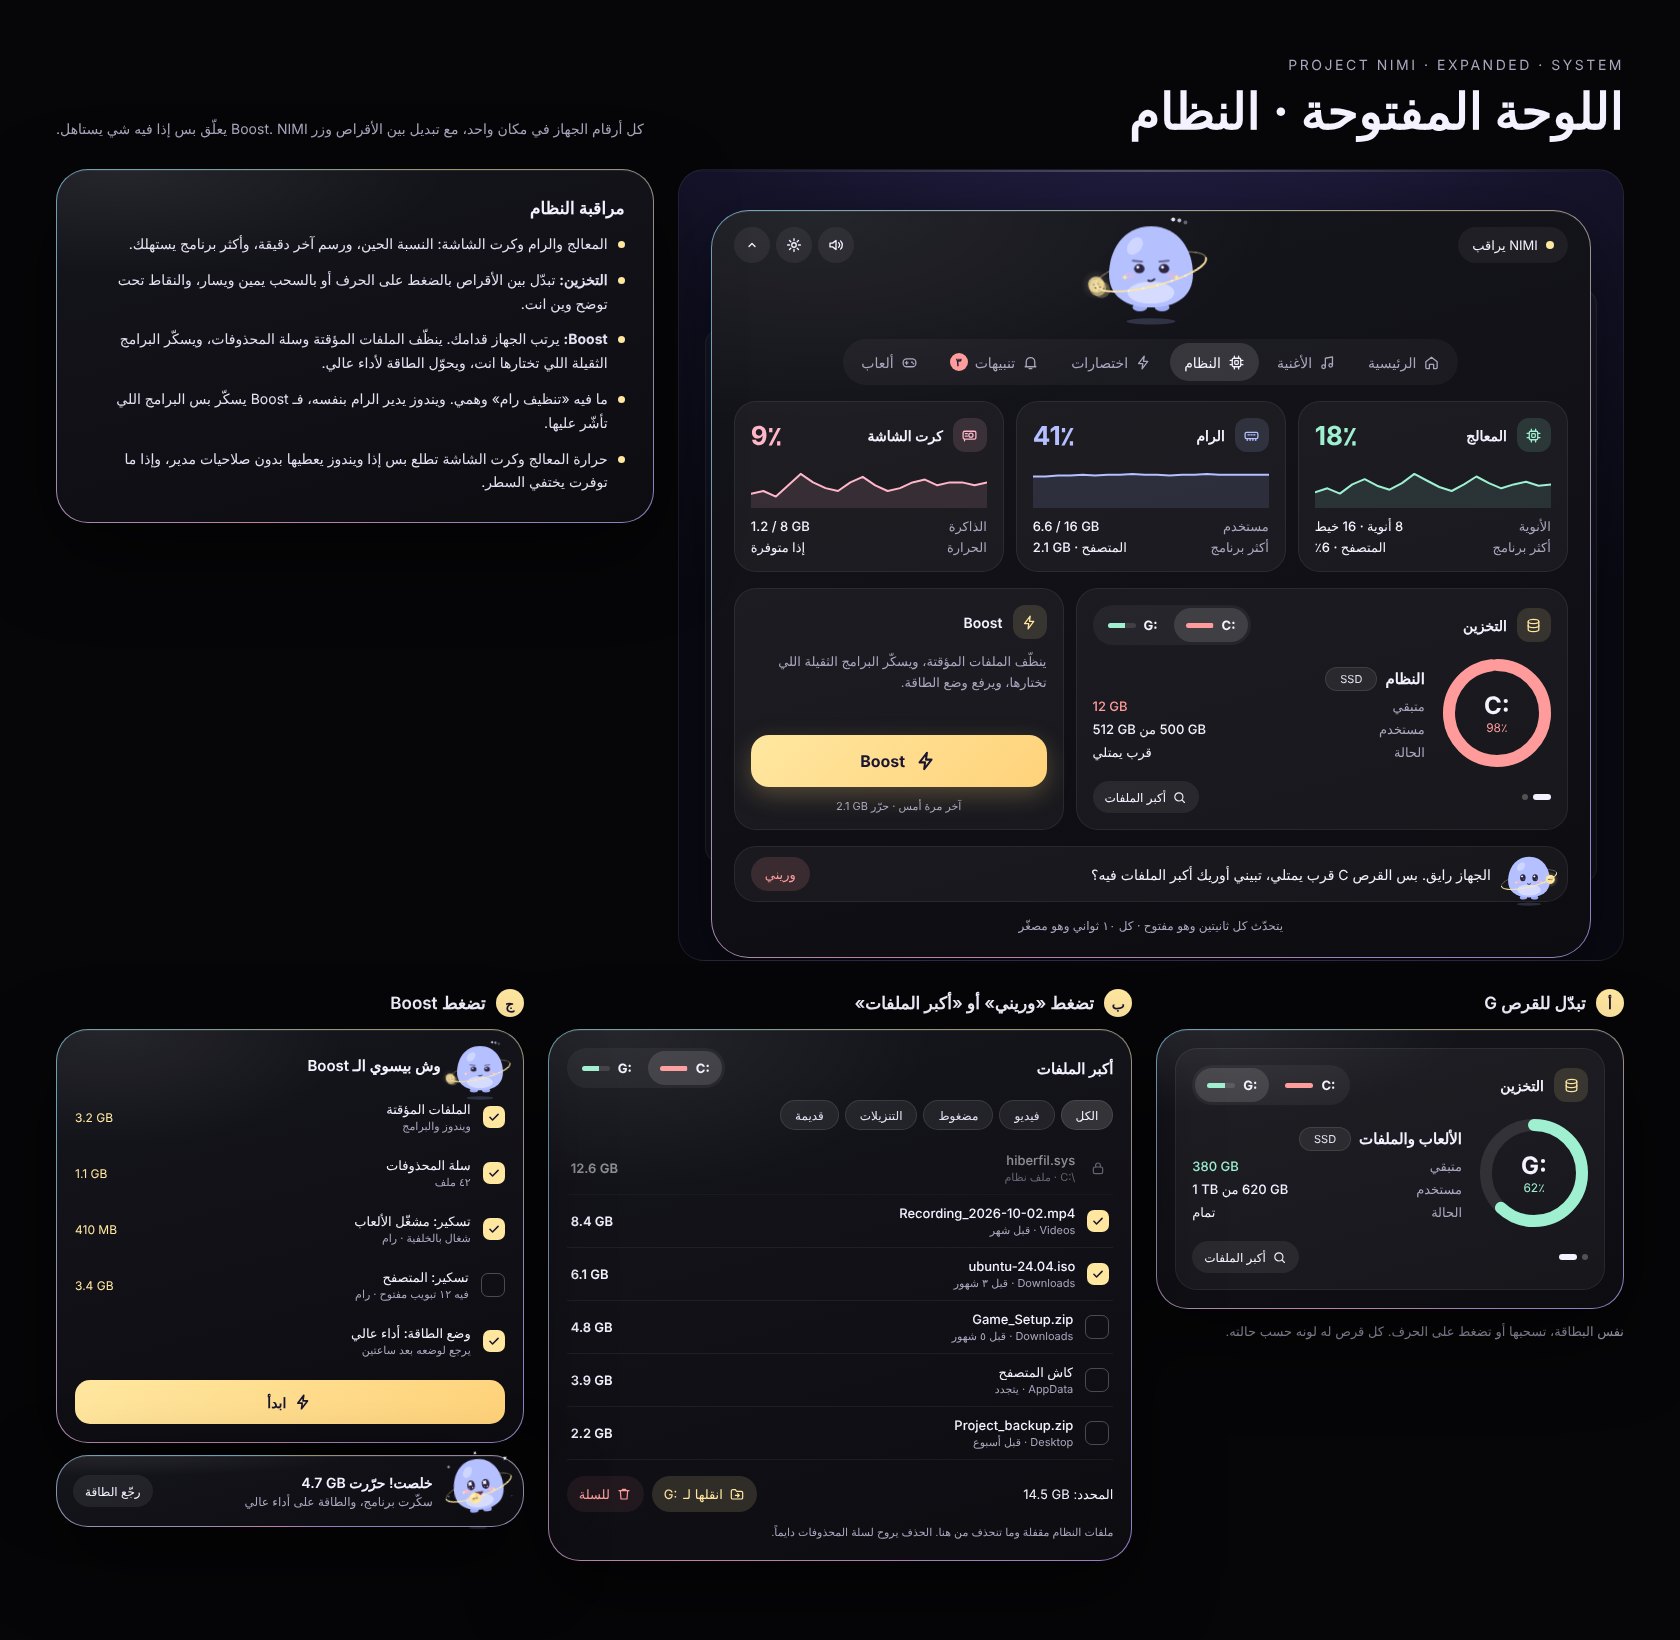 PROJECT NIMI · EXPANDED · SYSTEM
اللوحة المفتوحة · النظام
كل أرقام الجهاز في مكان واحد، مع تبديل بين الأقراص وزر Boost. NIMI يعلّق بس إذا فيه شي يستاهل.
NIMI يراقب
الرئيسية
الأغنية
النظام
اختصارات
تنبيهات ٣
ألعاب
المعالج 18٪
الأنوية 8 أنوية · 16 خيط
أكثر برنامج المتصفح · 6٪
الرام 41٪
مستخدم 6.6 / 16 GB
أكثر برنامج المتصفح · 2.1 GB
كرت الشاشة 9٪
الذاكرة 1.2 / 8 GB
الحرارة إذا متوفرة
التخزين C: G:
C:
98٪
النظام SSD
متبقي 12 GB
مستخدم 500 GB من 512 GB
الحالة قرب يمتلي
أكبر الملفات
Boost
ينظّف الملفات المؤقتة، ويسكّر البرامج الثقيلة اللي
تختارها، ويرفع وضع الطاقة.
Boost
آخر مرة أمس · حرّر 2.1 GB
الجهاز رايق. بس القرص C قرب يمتلي، تبيني أوريك أكبر الملفات فيه؟
وريني
يتحدّث كل ثانيتين وهو مفتوح · كل ١٠ ثواني وهو مصغّر
مراقبة النظام
المعالج والرام وكرت الشاشة: النسبة الحين، ورسم آخر دقيقة، وأكثر برنامج يستهلك.
التخزين: تبدّل بين الأقراص بالضغط على الحرف أو بالسحب يمين ويسار، والنقاط تحت
توضح وين انت.
Boost: يرتب الجهاز قدامك. ينظّف الملفات المؤقتة وسلة المحذوفات، ويسكّر البرامج
الثقيلة اللي تختارها انت، ويحوّل الطاقة لأداء عالي.
ما فيه «تنظيف رام» وهمي. ويندوز يدير الرام بنفسه، فـ Boost يسكّر بس البرامج اللي
تأشّر عليها.
حرارة المعالج وكرت الشاشة تطلع بس إذا ويندوز يعطيها بدون صلاحيات مدير، وإذا ما
توفرت يختفي السطر.
أ تبدّل للقرص G
التخزين C: G:
G:
62٪
الألعاب والملفات SSD
متبقي 380 GB
مستخدم 620 GB من 1 TB
الحالة تمام
أكبر الملفات
نفس البطاقة، تسحبها أو تضغط على الحرف. كل قرص له لونه حسب حالته.
ب تضغط «وريني» أو «أكبر الملفات»
أكبر الملفات C: G:
الكل
فيديو
مضغوط
التنزيلات
قديمة
hiberfil.sys 12.6 GB
C:\ · ملف نظام
Recording_2026-10-02.mp4 8.4 GB
Videos · قبل شهر
ubuntu-24.04.iso 6.1 GB
Downloads · قبل ٣ شهور
Game_Setup.zip 4.8 GB
Downloads · قبل ٥ شهور
كاش المتصفح 3.9 GB
AppData · يتجدد
Project_backup.zip 2.2 GB
Desktop · قبل أسبوع
المحدد: 14.5 GB
انقلها لـ G:
للسلة
ملفات النظام مقفلة وما تنحذف من هنا. الحذف يروح لسلة المحذوفات دايماً.
ج تضغط Boost
وش بيسوي الـ Boost
الملفات المؤقتة 3.2 GB
ويندوز والبرامج
سلة المحذوفات 1.1 GB
٤٢ ملف
تسكير: مشغّل الألعاب 410 MB
شغال بالخلفية · رام
تسكير: المتصفح 3.4 GB
فيه ١٢ تبويب مفتوح · رام
وضع الطاقة: أداء عالي
يرجع لوضعه بعد ساعتين
ابدأ
خلصت! حرّرت 4.7 GB
سكّرت برنامج، والطاقة على أداء عالي
رجّع الطاقة